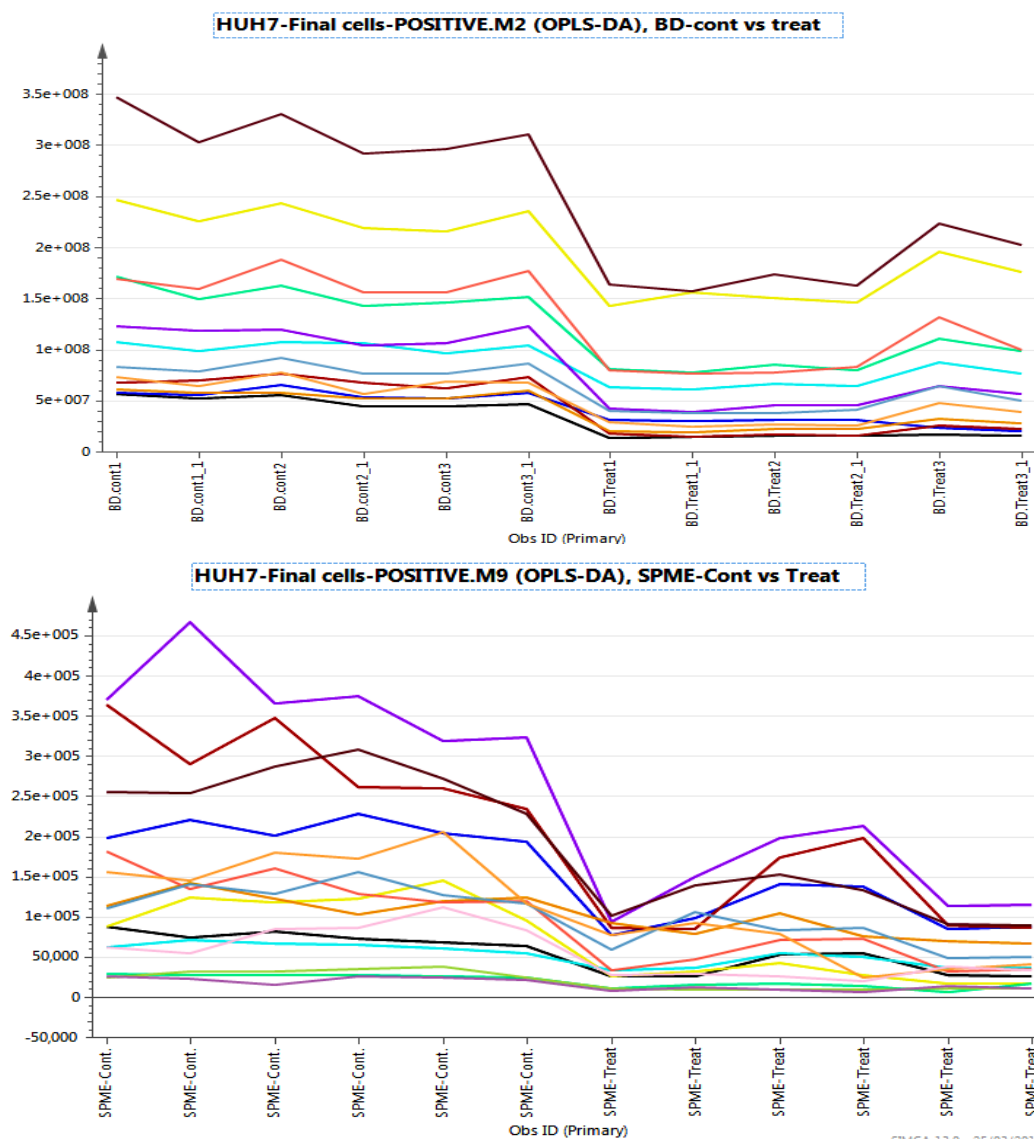 HUH7-Final cells-POSITIVE.M2 (OPLS-DA), BD-cont vs treat
3.5e+008
3e+008
2.5e+008
2e+008
1.5e+008
1e+008
5e+007
0
BD.cont1
BD.cont1_1
BD.cont2
BD.cont2_1
BD.cont3
BD.cont3_1
BD.Treat1
BD.Treat1_1
BD.Treat2
BD.Treat2_1
BD.Treat3
BD.Treat3_1
Obs ID (Primary)
HUH7-Final cells-POSITIVE.M9 (OPLS-DA), SPME-Cont vs Treat
4.5e+005
4e+005
3.5e+005
3e+005
2.5e+005
2e+005
1.5e+005
1e+005
50,000
0
-50,000
SPME-Cont.
SPME-Cont.
SPME-Cont.
SPME-Cont.
SPME-Cont.
SPME-Cont.
SPME-Treat
SPME-Treat
SPME-Treat
SPME-Treat
SPME-Treat
SPME-Treat
Obs ID (Primary)